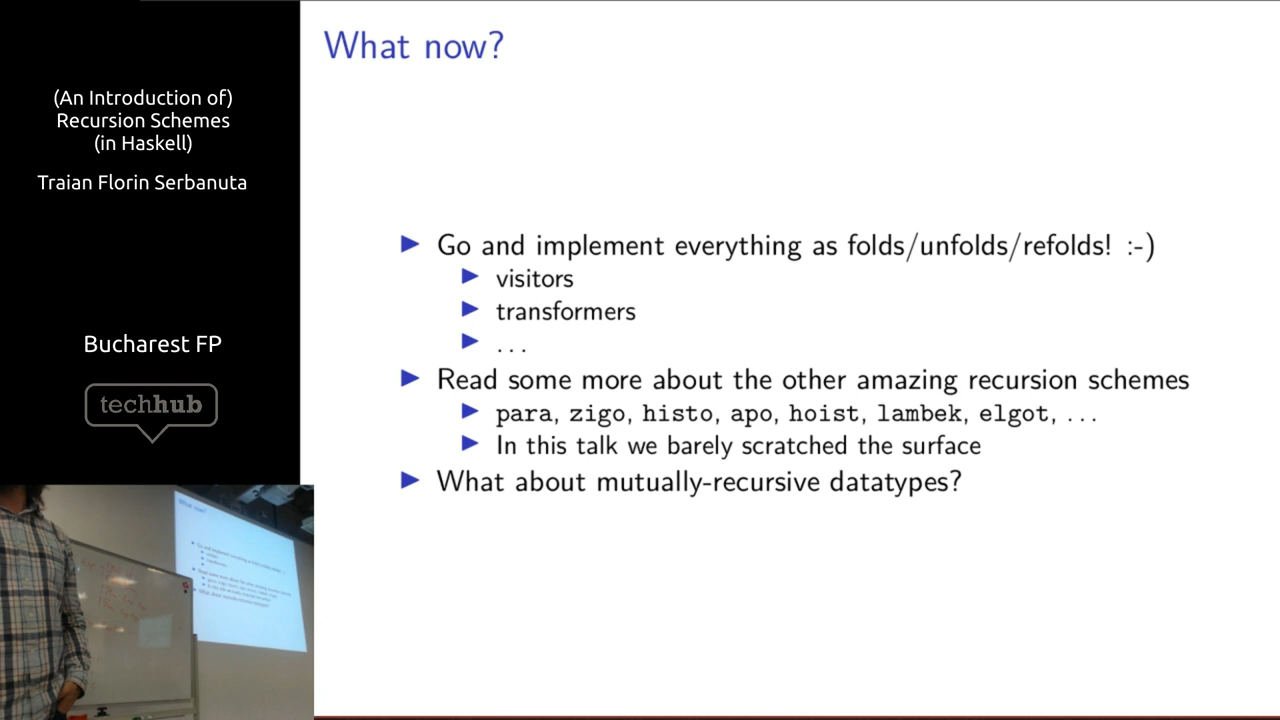 (An Introduction of)
Recursion Schemes
(in Haskell)
Traian Florin Serbanuta
Bucharest FP
techhub
What now?
Go and implement everything as folds/unfolds/refolds! :-)
visitors
transformers
...
Read some more about the other amazing recursion schemes
para, zigo, histo, apo, hoist, lambek, elgot, ...
In this talk we barely scratched the surface
What about mutually-recursive datatypes?
What now?